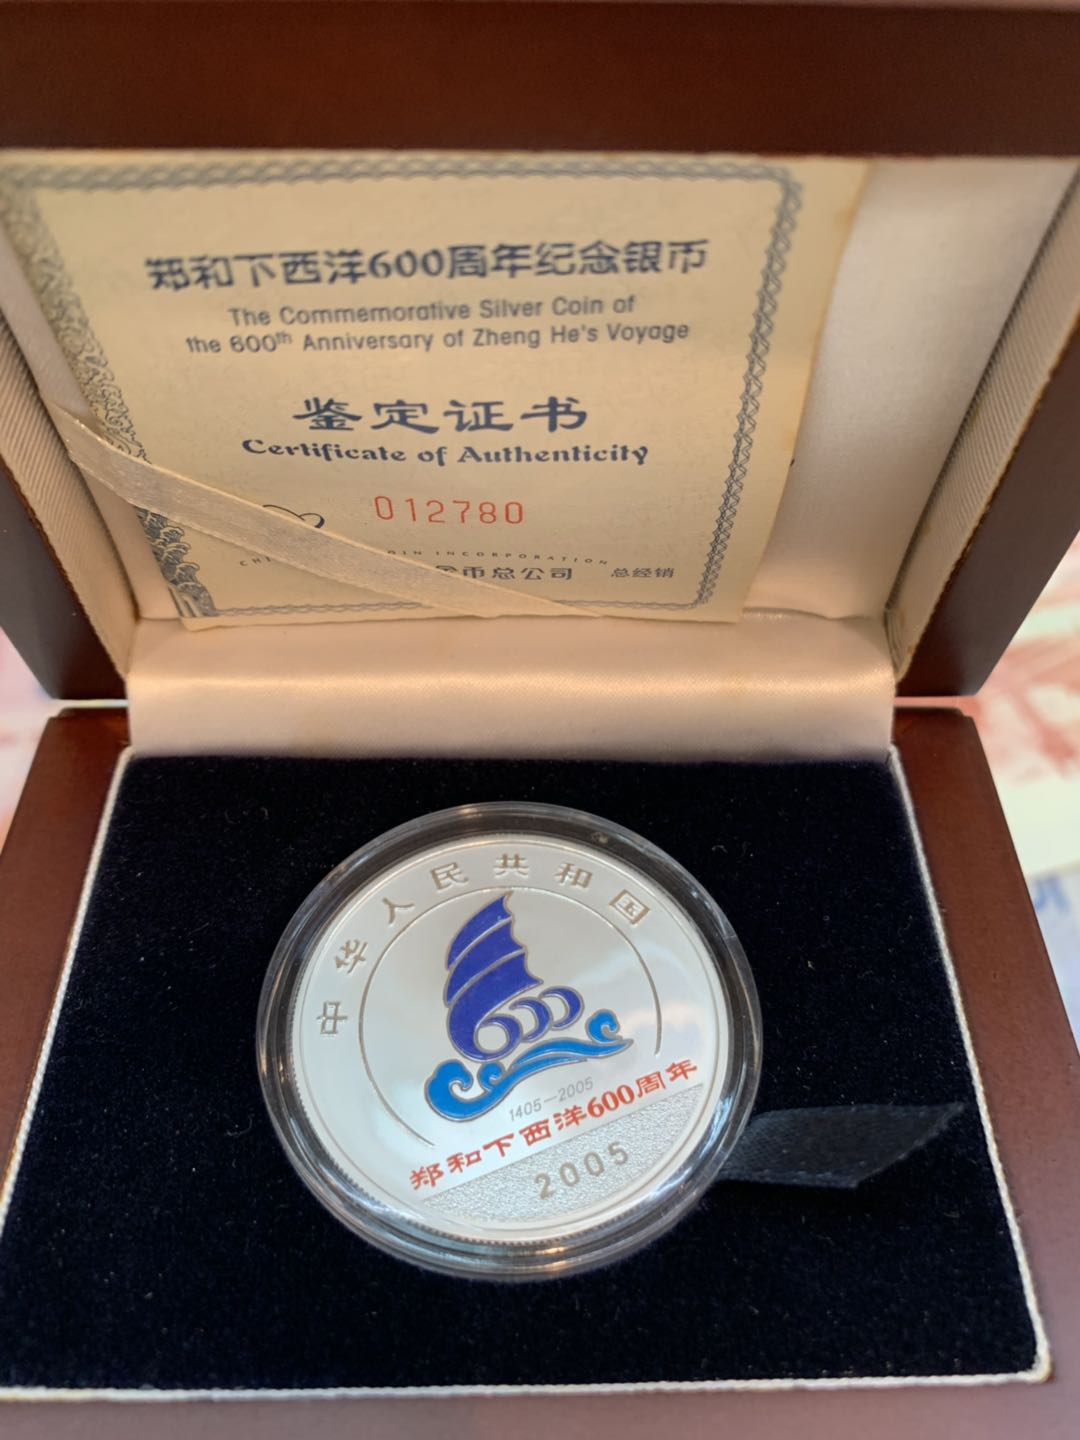 郑和下西洋600周年纪念银币
The Commemorative Silver Coin of
the 600th Anniversary of Zheng He's Voyage
鉴定证书
Certificate of Authenticity
012780
OIN INCORPORATION
金币总公司 总经销
中华人民共和国
600
1405-2005
郑和下西洋600周年
2005